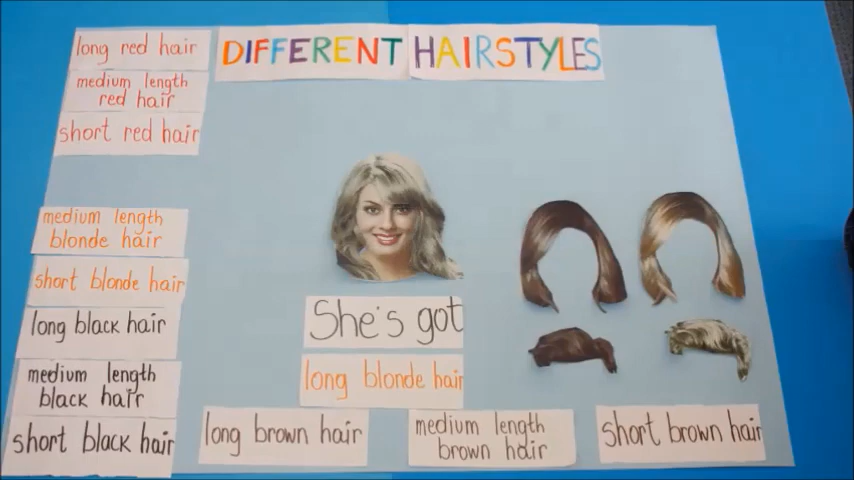 DIFFERENT HAIRSTYLES
long red hair
medium length
red hair
short red hair
medium length
blonde hair
short blonde hair
long black hair
medium length
black hair
short black hair
She's got
long blonde hair
long brown hair
medium length
brown hair
short brown hair